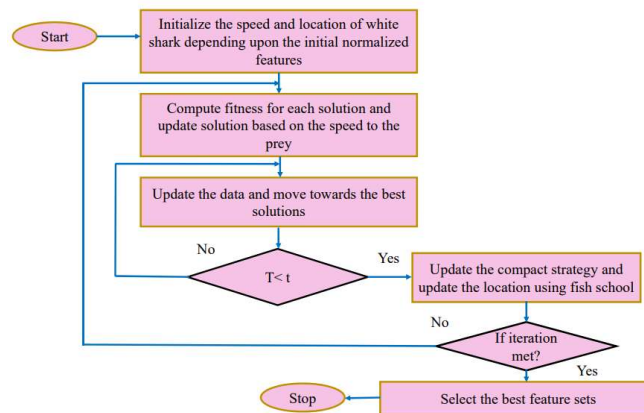 Start
Initialize the speed and location of white
shark depending upon the initial normalized
features
Compute fitness for each solution and
update solution based on the speed to the
prey
Update the data and move towards the best
solutions
No
T< t
Yes
Update the compact strategy and
update the location using fish school
No
If iteration
met?
Yes
Stop
Select the best feature sets